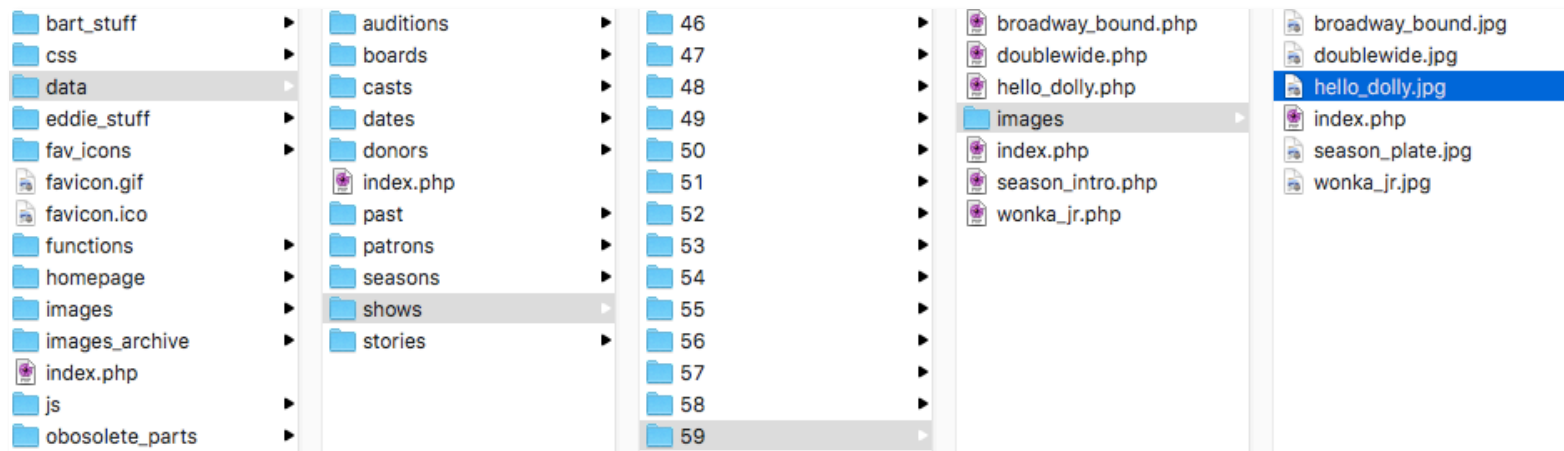 bart_stuff
css
data
eddie_stuff
fav_icons
favicon.gif
favicon.ico
functions
homepage
images
images_archive
index.php
js
obosolete_parts
auditions
boards
casts
dates
donors
index.php
past
patrons
seasons
shows
stories
46
47
48
49
50
51
52
53
54
55
56
57
58
59
broadway_bound.php
doublewide.php
hello_dolly.php
images
index.php
season_intro.php
wonka_jr.php
broadway_bound.jpg
doublewide.jpg
hello_dolly.jpg
index.php
season_plate.jpg
wonka_jr.jpg